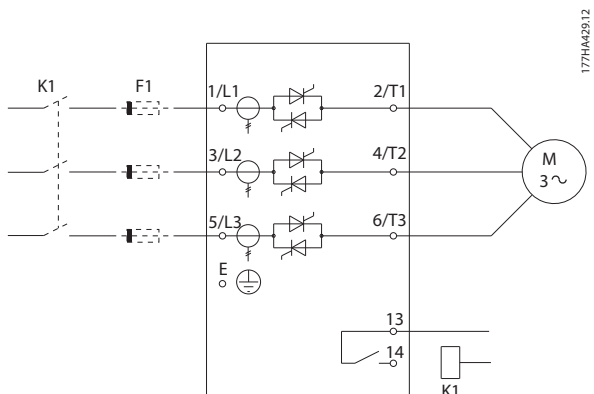 177HA429.12
K1
F1
1/L1
2/T1
3/L2
4/T2
M
3~
5/L3
6/T3
E
13
14
K1